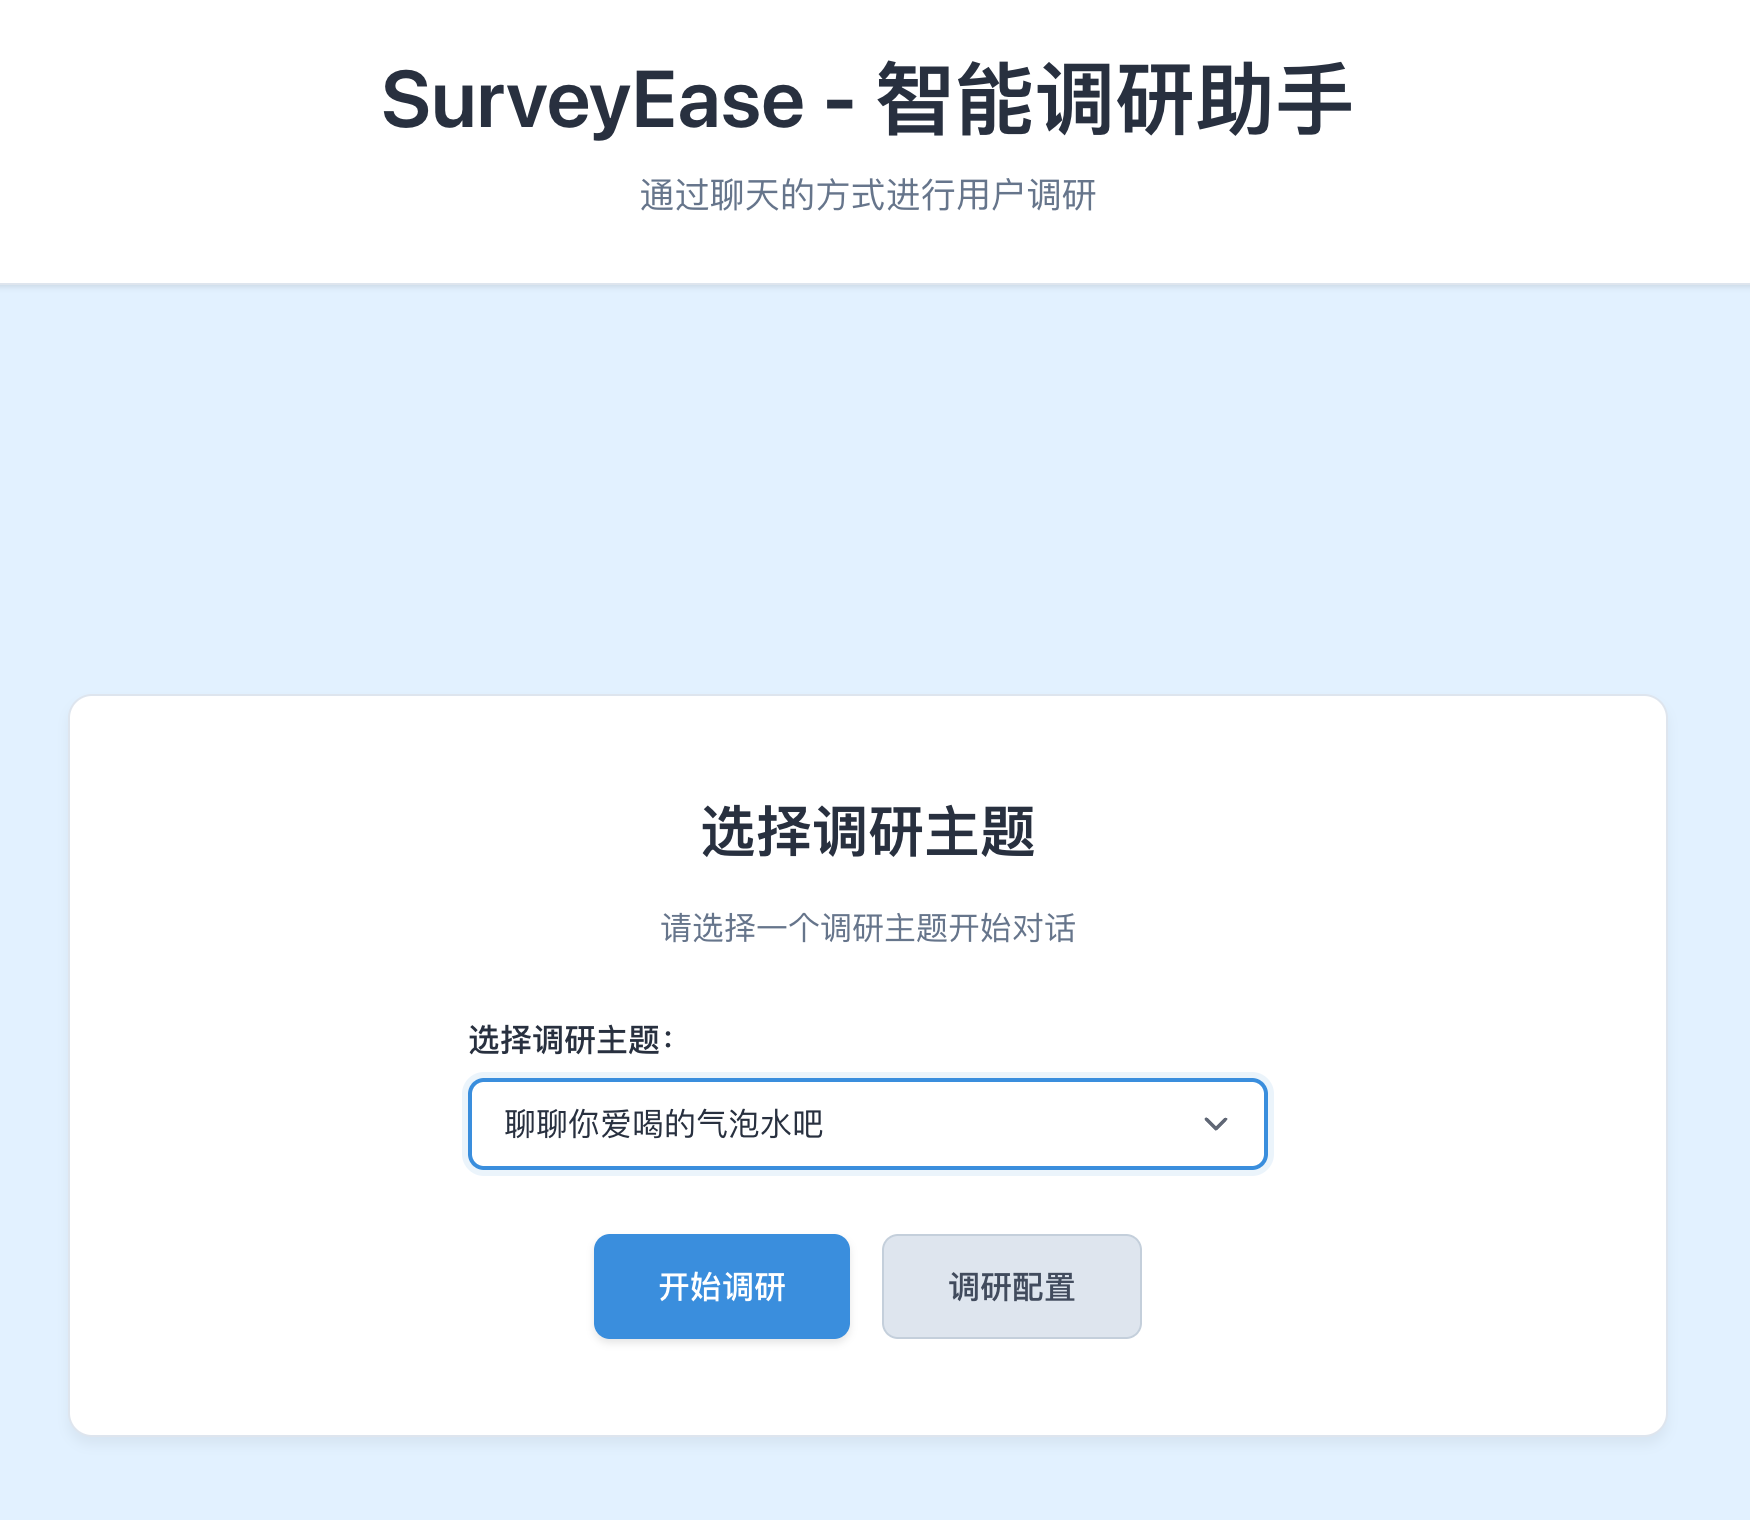 SurveyEase - 智能调研助手
通过聊天的方式进行用户调研
选择调研主题
请选择一个调研主题开始对话
选择调研主题：
聊聊你爱喝的气泡水吧
开始调研
调研配置